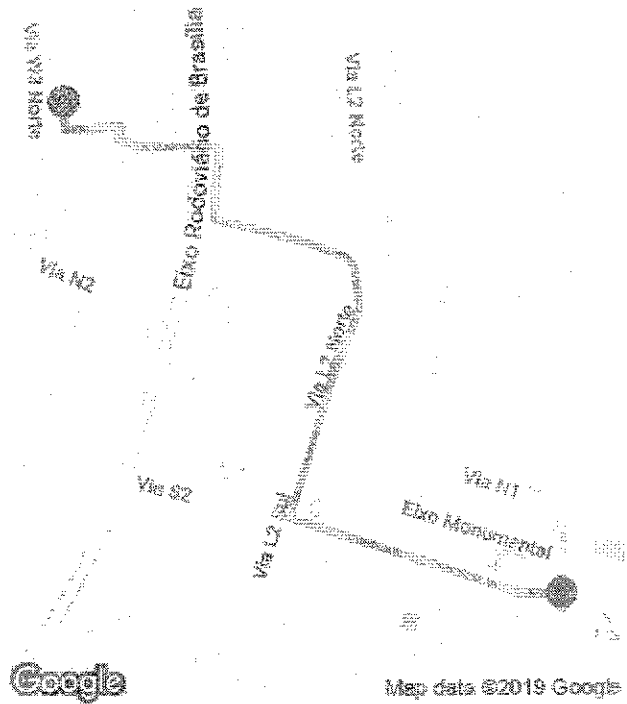 Via W3 Norte
Eixo Rodoviário de Brasília
Via L2 Norte
Via N2
Via L2 Norte
Via S2
Via N1
Eixo Monumental
Via L2 Sul
Google
Map data ©2019 Google